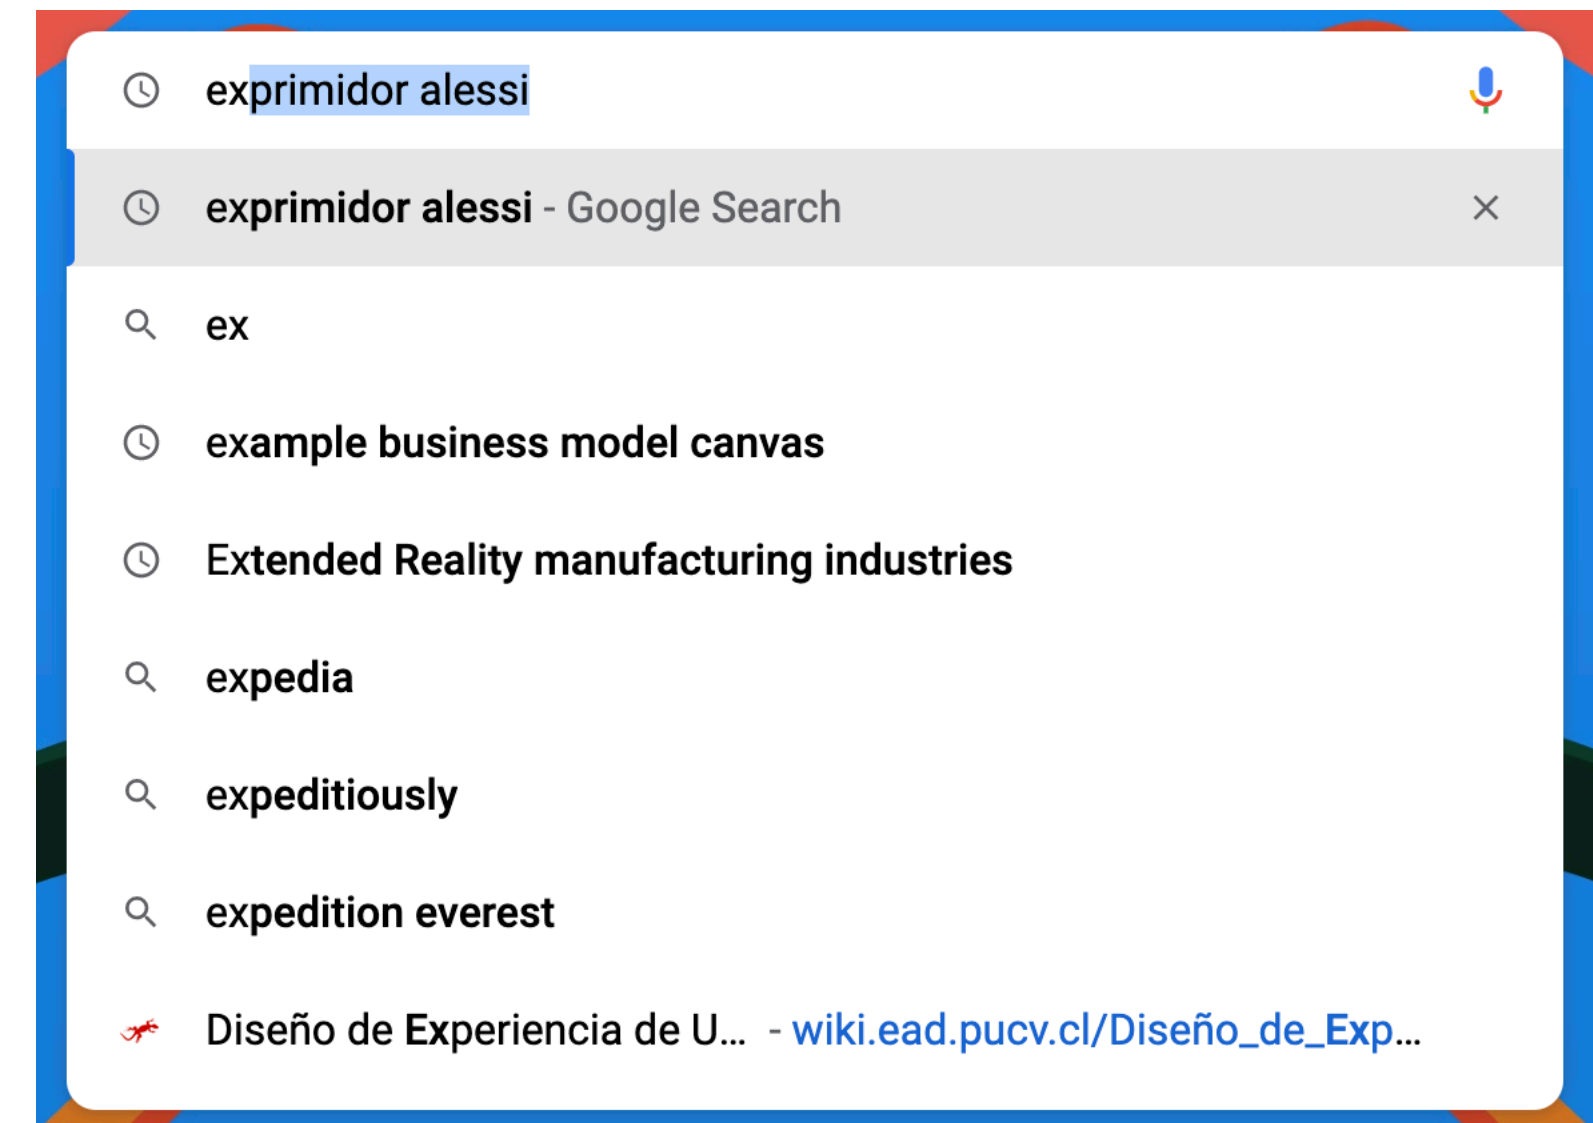 exprimidor alessi
exprimidor alessi - Google Search
ex
example business model canvas
Extended Reality manufacturing industries
expedia
expeditiously
expedition everest
Diseño de Experiencia de U... - wiki.ead.pucv.cl/Diseño_de_Exp...